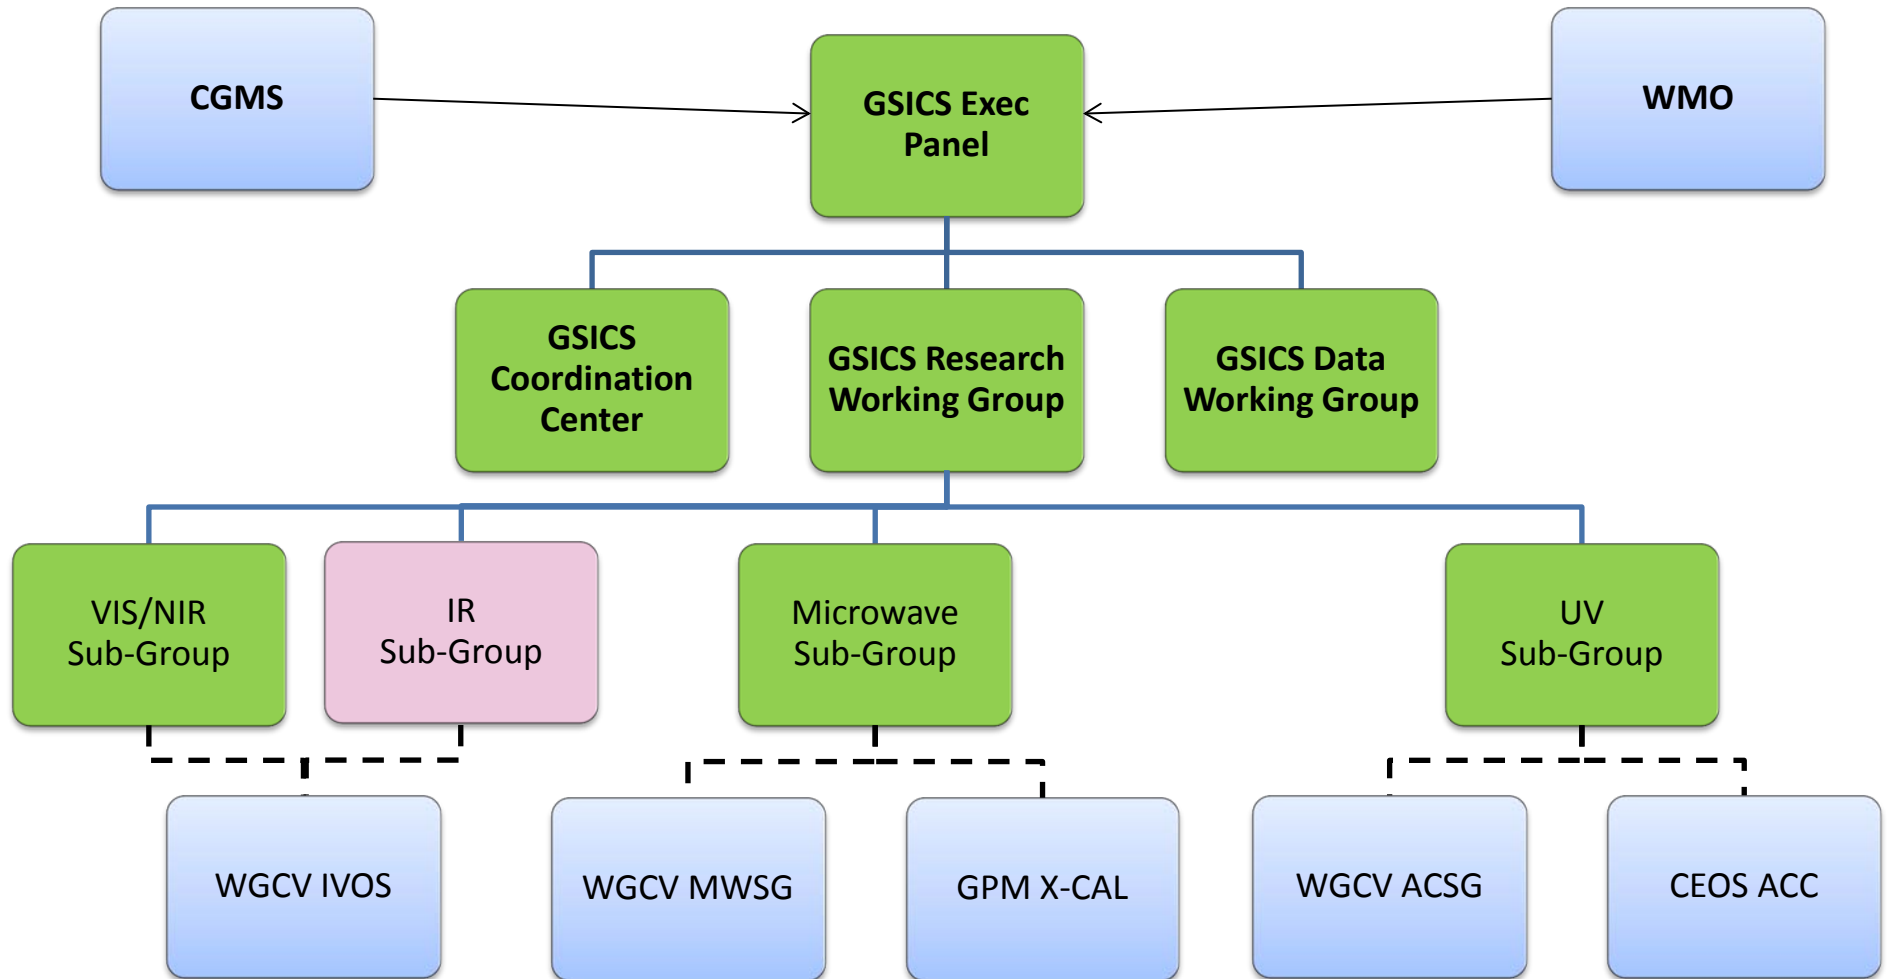 CGMS
GSICS Exec
Panel
WMO
GSICS
Coordination
Center
GSICS Research
Working Group
GSICS Data
Working Group
VIS/NIR
Sub-Group
IR
Sub-Group
Microwave
Sub-Group
UV
Sub-Group
WGCV IVOS
WGCV MWSG
GPM X-CAL
WGCV ACSG
CEOS ACC